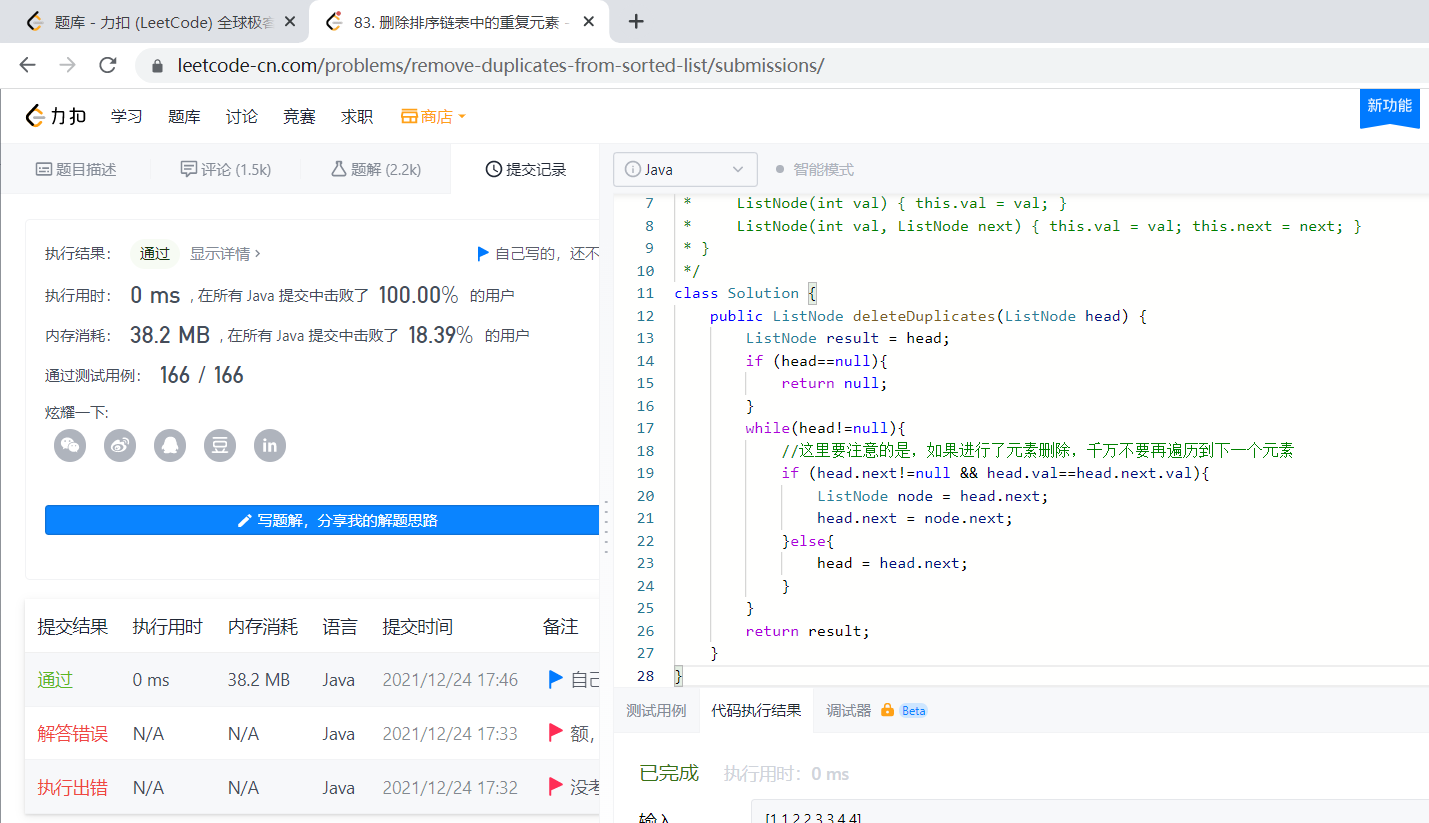 题库 - 力扣 (LeetCode) 全球极客
83. 删除排序链表中的重复元素 -
leetcode-cn.com/problems/remove-duplicates-from-sorted-list/submissions/
力扣 学习 题库 讨论 竞赛 求职 商店
新功能
题目描述 评论 (1.5k) 题解 (2.2k) 提交记录
执行结果： 通过 显示详情 > 自己写的，还不
执行用时： 0 ms , 在所有 Java 提交中击败了 100.00% 的用户
内存消耗： 38.2 MB , 在所有 Java 提交中击败了 18.39% 的用户
通过测试用例： 166 / 166
炫耀一下:
豆 in
写题解，分享我的解题思路
提交结果 执行用时 内存消耗 语言 提交时间 备注
通过 0 ms 38.2 MB Java 2021/12/24 17:46 自己
解答错误 N/A N/A Java 2021/12/24 17:33 额,
执行出错 N/A N/A Java 2021/12/24 17:32 没考
Java 智能模式
7 * ListNode(int val) { this.val = val; }
8 * ListNode(int val, ListNode next) { this.val = val; this.next = next; }
9 * }
10 */
11 class Solution {
12 public ListNode deleteDuplicates(ListNode head) {
13 ListNode result = head;
14 if (head==null){
15 return null;
16 }
17 while(head!=null){
18 //这里要注意的是，如果进行了元素删除，千万不要再遍历到下一个元素
19 if (head.next!=null && head.val==head.next.val){
20 ListNode node = head.next;
21 head.next = node.next;
22 }else{
23 head = head.next;
24 }
25 }
26 return result;
27 }
28 }
测试用例 代码执行结果 调试器 Beta
已完成 执行用时：0 ms
输入 [1,1,2,2,3,3,4,4]